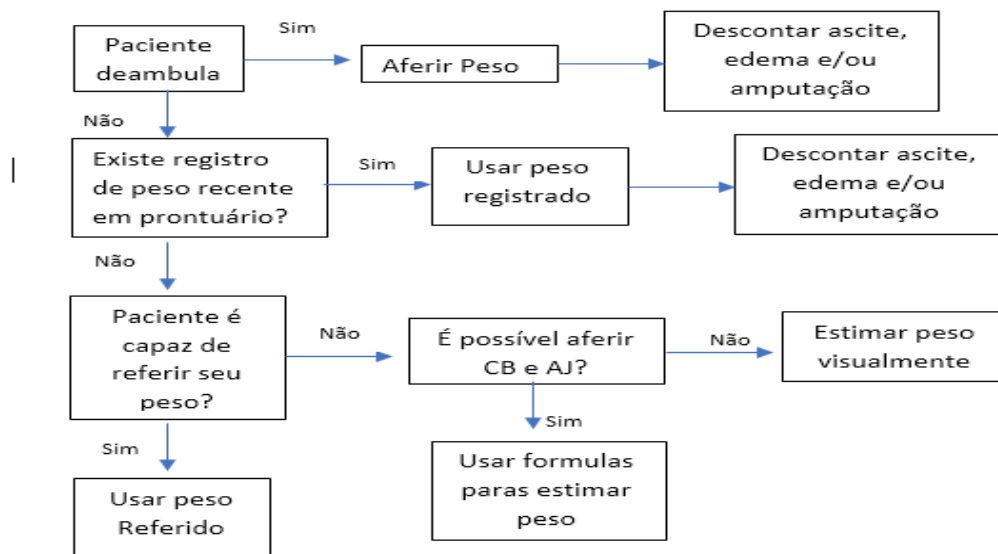 Paciente
deambula
Sim
Aferir Peso
Descontar ascite,
edema e/ou
amputação
Não
Existe registro
de peso recente
em prontuário?
Sim
Usar peso
registrado
Descontar ascite,
edema e/ou
amputação
Não
Paciente é
capaz de
referir seu
peso?
Não
É possível aferir
CB e AJ?
Não
Estimar peso
visualmente
Sim
Usar peso
Referido
Sim
Usar formulas
paras estimar
peso